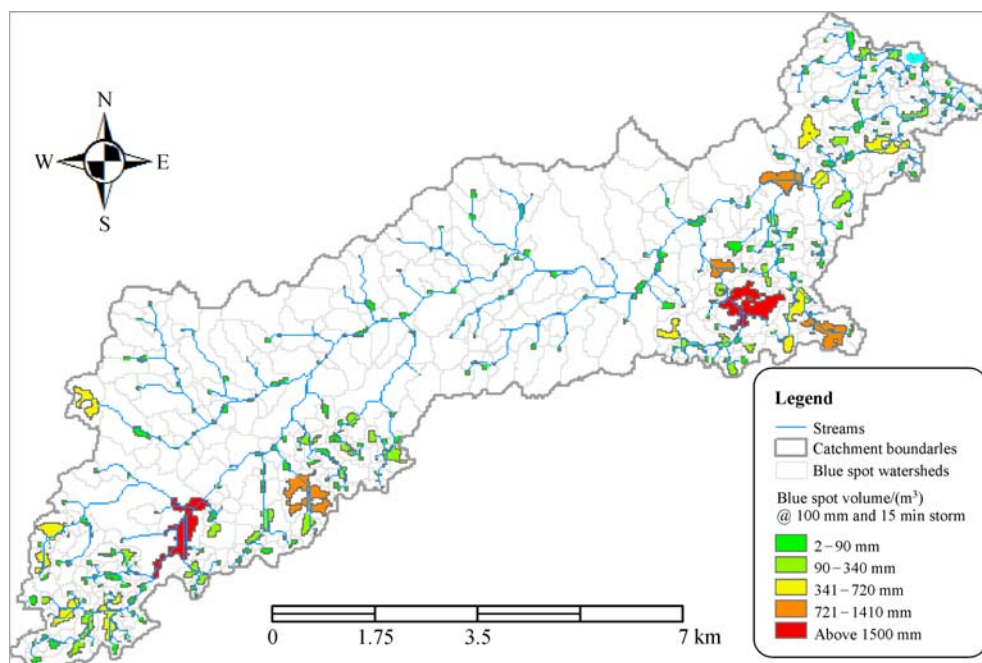 N
W E
S
Legend
Streams
Catchment boundarles
Blue spot watersheds
Blue spot volume/(m³)
@ 100 mm and 15 min storm
2−90 mm
90−340 mm
341−720 mm
721−1410 mm
Above 1500 mm
0 1.75 3.5 7 km